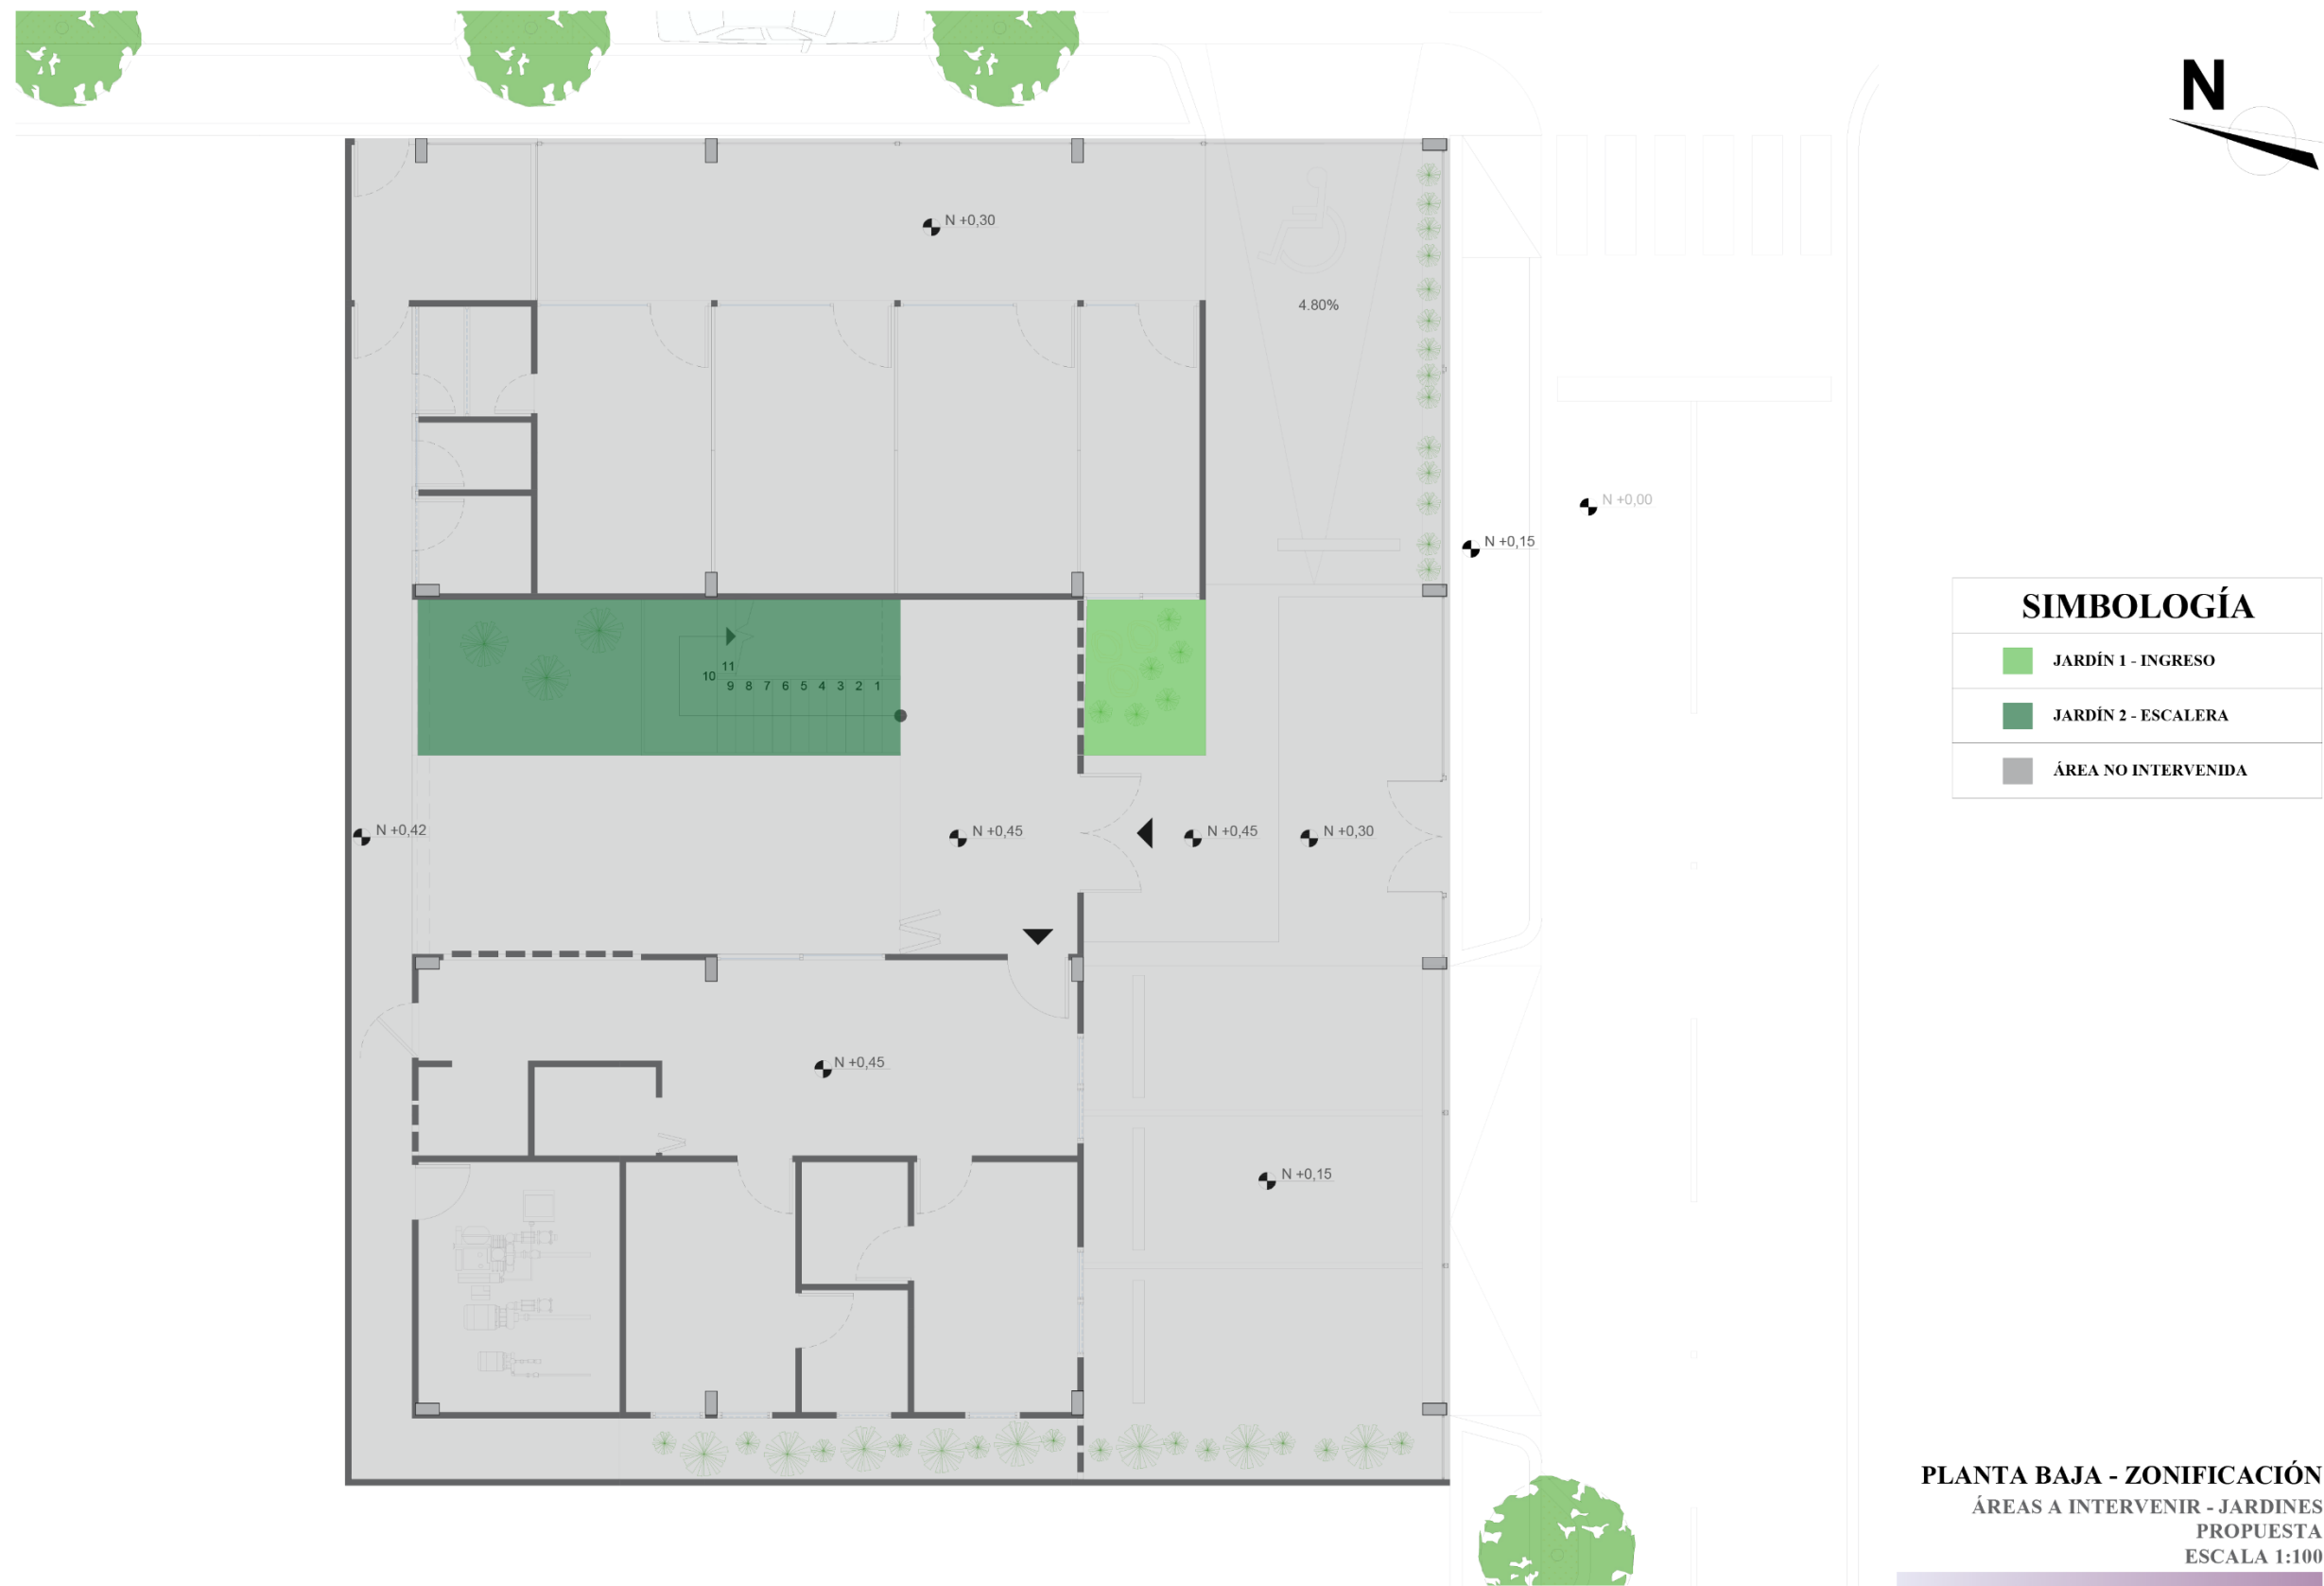 N
N +0,30
4.80%
N +0,00
N +0,15
SIMBOLOGÍA
JARDÍN 1 - INGRESO
JARDÍN 2 - ESCALERA
ÁREA NO INTERVENIDA
11
10
9 8 7 6 5 4 3 2 1
N +0,42
N +0,45
N +0,45
N +0,30
N +0,45
N +0,15
PLANTA BAJA - ZONIFICACIÓN
ÁREAS A INTERVENIR - JARDINES
PROPUESTA
ESCALA 1:100